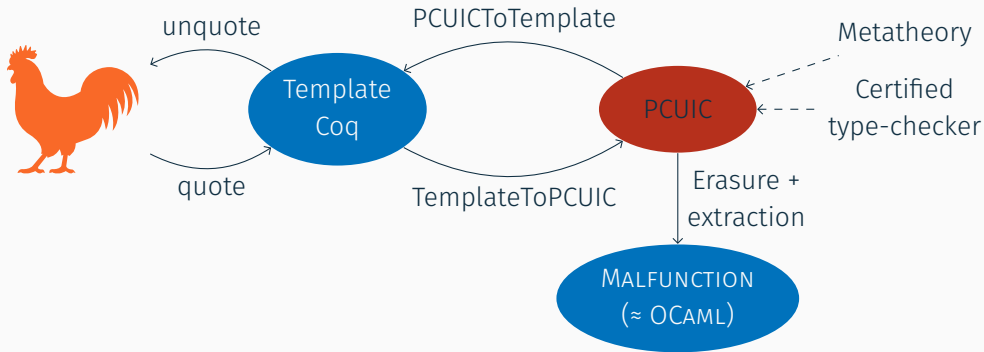 unquote
PCUICToTemplate
Metatheory
Template
Coq
PCUIC
Certified
type-checker
quote
TemplateToPCUIC
Erasure +
extraction
MALFUNCTION
(≈ OCAML)